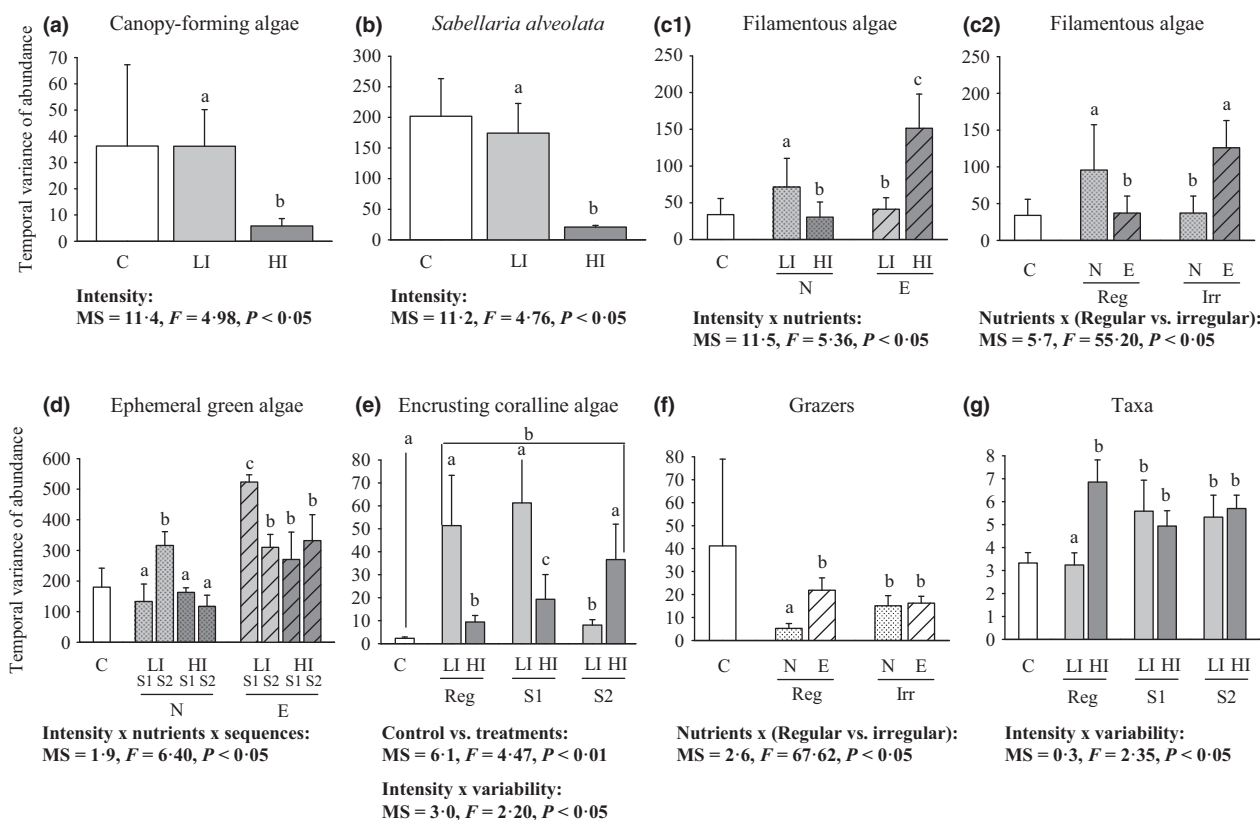 (a) Canopy-forming algae
Temporal variance of abundance
70
60
50
40
30
20
10
0
a
b
C LI HI
Intensity:
MS = 11·4, F = 4·98, P < 0·05
(b) Sabellaria alveolata
300
250
200
150
100
50
0
a
b
C LI HI
Intensity:
MS = 11·2, F = 4·76, P < 0·05
(c1) Filamentous algae
250
200
150
100
50
0
a
b
b
c
C LI HI LI HI
N E
Intensity x nutrients:
MS = 11·5, F = 5·36, P < 0·05
(c2) Filamentous algae
250
200
150
100
50
0
a
b
b
a
C N E N E
Reg Irr
Nutrients x (Regular vs. irregular):
MS = 5·7, F = 55·20, P < 0·05
(d) Ephemeral green algae
Temporal variance of abundance
600
500
400
300
200
100
0
a
b
a
a
c
b
b
b
C LI HI LI HI
S1 S2 S1 S2 S1 S2 S1 S2
N E
Intensity x nutrients x sequences:
MS = 1·9, F = 6·40, P < 0·05
(e) Encrusting coralline algae
80
70
60
50
40
30
20
10
0
a
b
a
b
a
c
b
a
C LI HI LI HI LI HI
Reg S1 S2
Control vs. treatments:
MS = 6·1, F = 4·47, P < 0·01
Intensity x variability:
MS = 3·0, F = 2·20, P < 0·05
(f) Grazers
80
70
60
50
40
30
20
10
0
a
b
b
b
C N E N E
Reg Irr
Nutrients x (Regular vs. irregular):
MS = 2·6, F = 67·62, P < 0·05
(g) Taxa
8
7
6
5
4
3
2
1
0
a
b
b
b
b
b
C LI HI LI HI LI HI
Reg S1 S2
Intensity x variability:
MS = 0·3, F = 2·35, P < 0·05